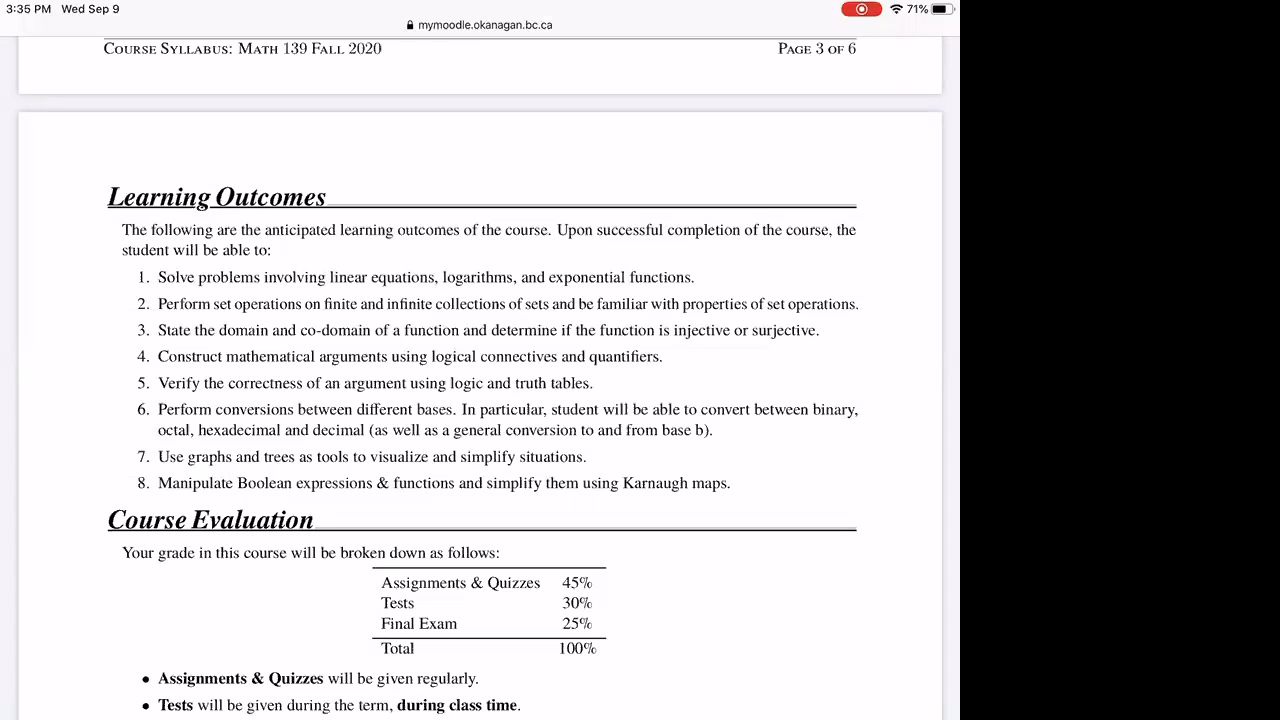 3:35 PM Wed Sep 9
71%
mymoodle.okanagan.bc.ca
Course Syllabus: Math 139 Fall 2020 Page 3 of 6
Learning Outcomes
The following are the anticipated learning outcomes of the course. Upon successful completion of the course, the
student will be able to:
1. Solve problems involving linear equations, logarithms, and exponential functions.
2. Perform set operations on finite and infinite collections of sets and be familiar with properties of set operations.
3. State the domain and co-domain of a function and determine if the function is injective or surjective.
4. Construct mathematical arguments using logical connectives and quantifiers.
5. Verify the correctness of an argument using logic and truth tables.
6. Perform conversions between different bases. In particular, student will be able to convert between binary,
octal, hexadecimal and decimal (as well as a general conversion to and from base b).
7. Use graphs and trees as tools to visualize and simplify situations.
8. Manipulate Boolean expressions & functions and simplify them using Karnaugh maps.
Course Evaluation
Your grade in this course will be broken down as follows:
Assignments & Quizzes 45%
Tests 30%
Final Exam 25%
Total 100%
• Assignments & Quizzes will be given regularly.
• Tests will be given during the term, during class time.